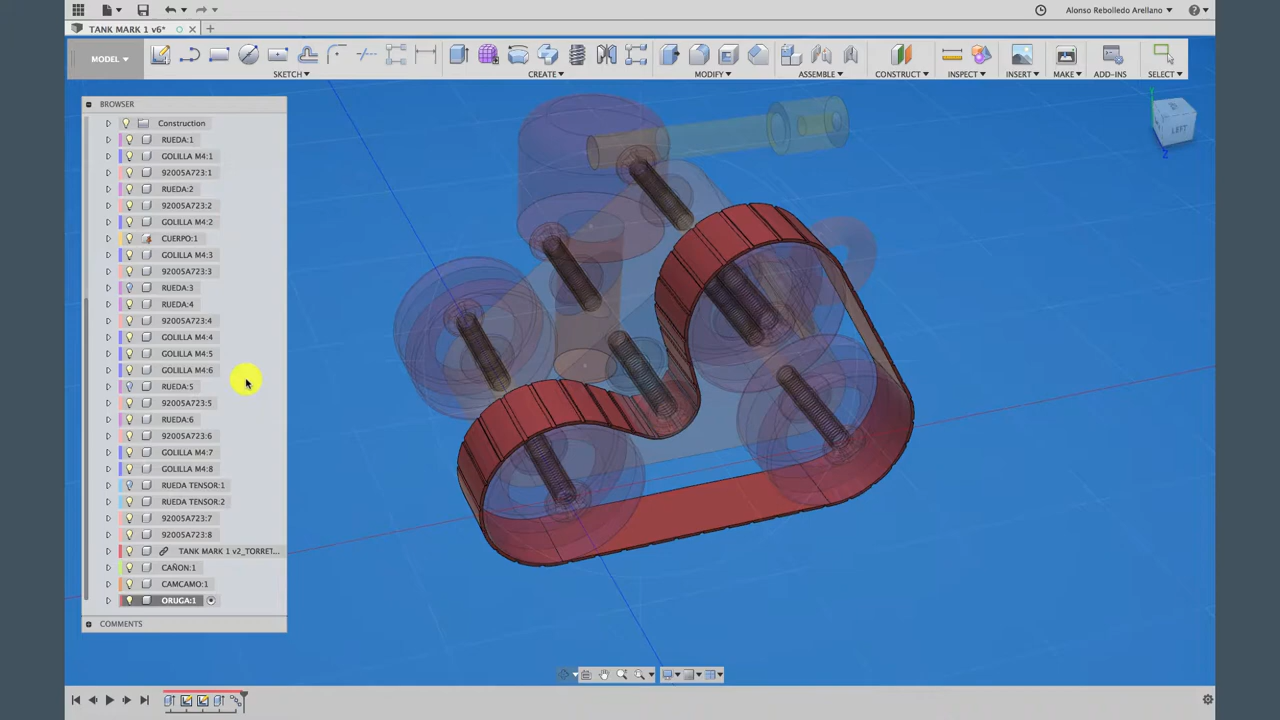 Alonso Rebolledo Arellano
TANK MARK 1 v6*
MODEL
SKETCH
CREATE
MODIFY
ASSEMBLE
CONSTRUCT
INSPECT
INSERT
MAKE
ADD-INS
SELECT
BROWSER
Construction
RUEDA:1
GOLILLA M4:1
92005A723:1
RUEDA:2
92005A723:2
GOLILLA M4:2
CUERPO:1
GOLILLA M4:3
92005A723:3
RUEDA:3
RUEDA:4
92005A723:4
GOLILLA M4:4
GOLILLA M4:5
GOLILLA M4:6
RUEDA:5
92005A723:5
RUEDA:6
92005A723:6
GOLILLA M4:7
GOLILLA M4:8
RUEDA TENSOR:1
RUEDA TENSOR:2
92005A723:7
92005A723:8
TANK MARK 1 v2_TORRET...
CAÑON:1
CAMCAMO:1
ORUGA:1
COMMENTS
LEFT
Y
Z